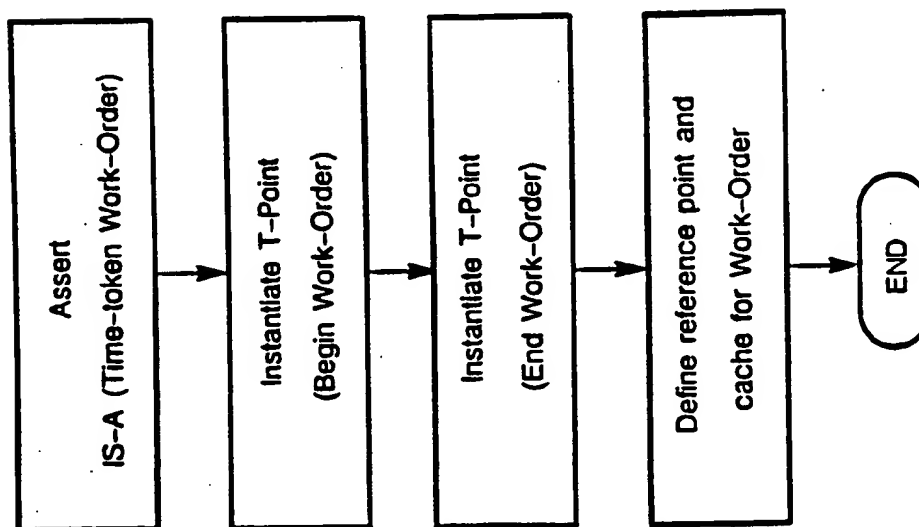 Assert
IS-A (Time-token Work-Order)
Instantiate T-Point
(Begin Work-Order)
Instantiate T-Point
(End Work-Order)
Define reference point and
cache for Work-Order
END